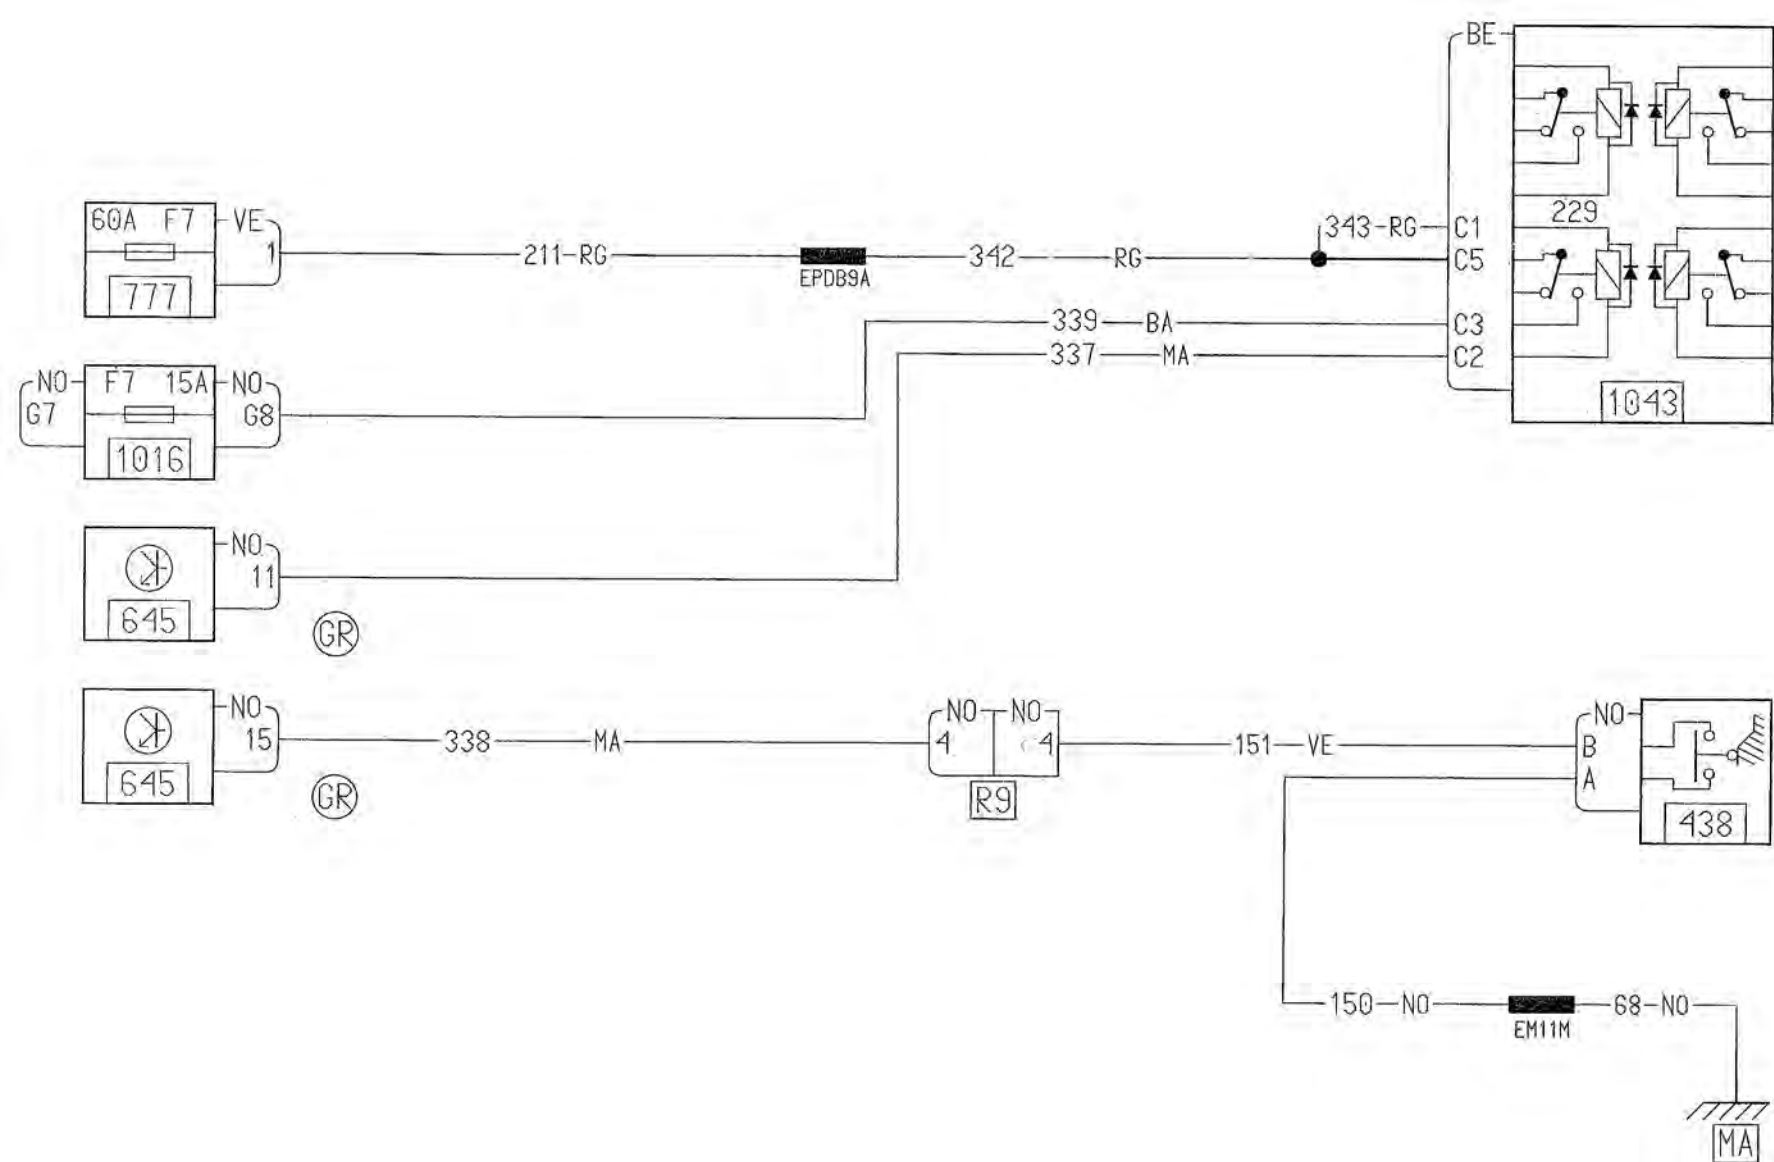 BE
60A F7 VE
1
777
211 RG
EPDB9A
342 RG
343 RG C1
C5
229
339 BA C3
337 MA C2
1043
NO F7 15A NO
G7 G8
1016
NO
11
645
GR
NO
15
645
GR
338 MA
NO NO
4 4
R9
151 VE
NO
B
A
438
150 NO
EM11M
68 NO
MA